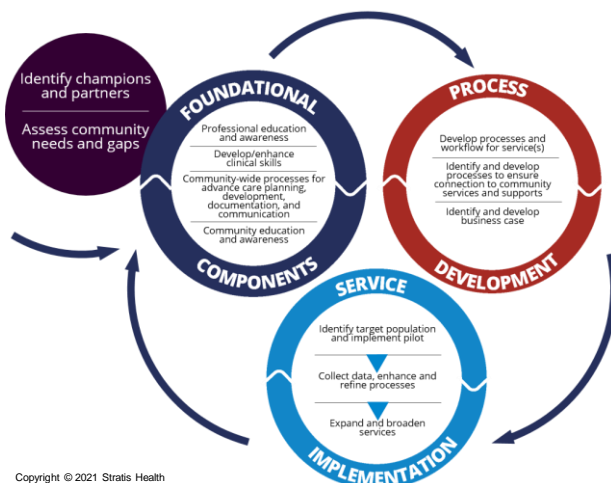 Identify champions
and partners
Assess community
needs and gaps
FOUNDATIONAL
Professional education
and awareness
Develop/enhance
clinical skills
Community-wide processes for
advance care planning,
development,
documentation, and
communication
Community education
and awareness
COMPONENTS
PROCESS
Develop processes and
workflow for service(s)
Identify and develop
processes to ensure
connection to community
services and supports
Identify and develop
business case
DEVELOPMENT
SERVICE
Identify target population
and implement pilot
Collect data, enhance and
refine processes
Expand and broaden
services
IMPLEMENTATION
Copyright © 2021 Stratis Health